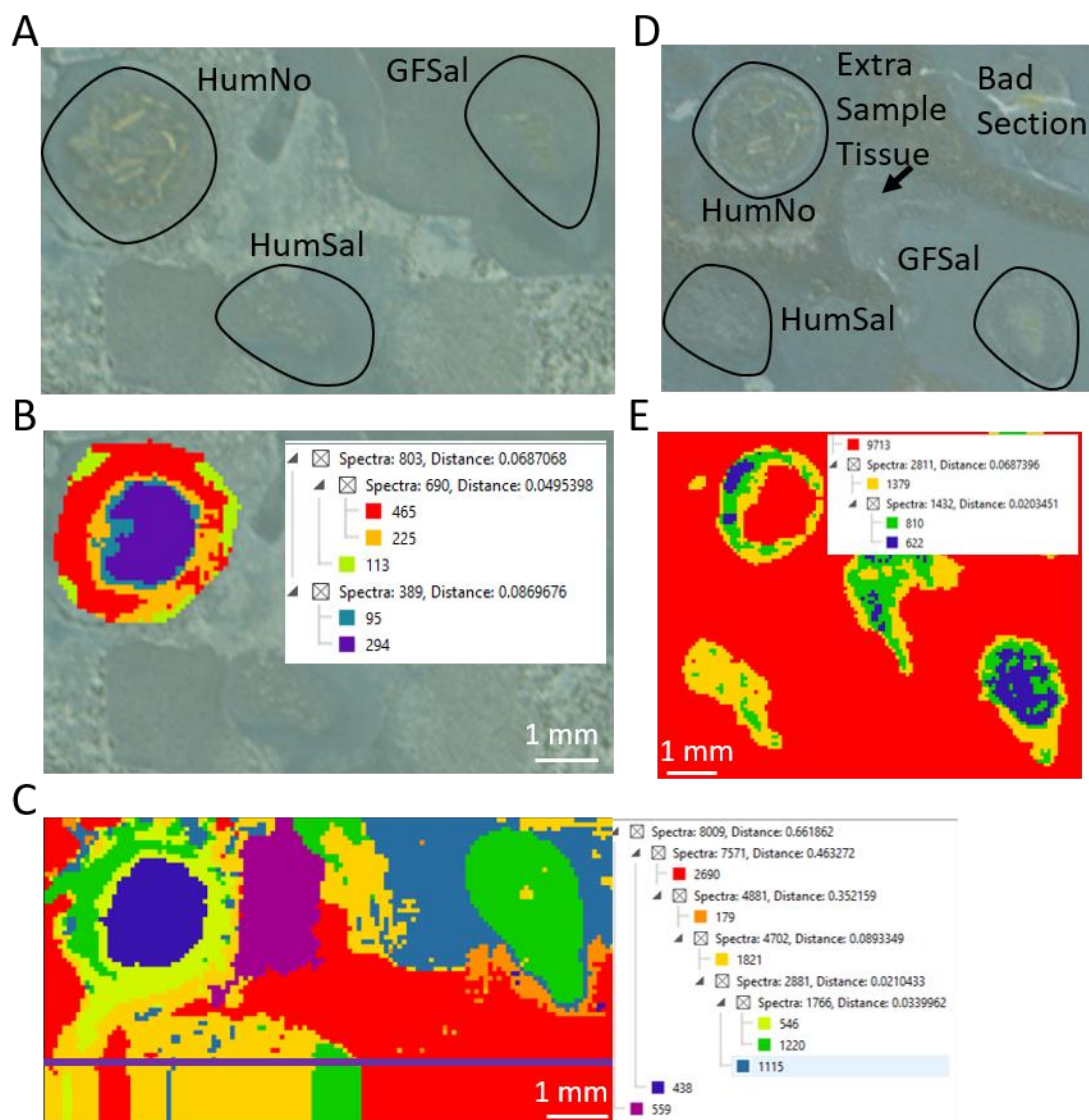 A
HumNo
GFSal
HumSal
D
Extra
Sample
Tissue
Bad
Section
HumNo
GFSal
HumSal
B
Spectra: 803, Distance: 0.0687068
Spectra: 690, Distance: 0.0495398
465
225
113
Spectra: 389, Distance: 0.0869676
95
294
1 mm
E
9713
Spectra: 2811, Distance: 0.0687396
1379
Spectra: 1432, Distance: 0.0203451
810
622
1 mm
C
Spectra: 8009, Distance: 0.661862
Spectra: 7571, Distance: 0.463272
2690
Spectra: 4881, Distance: 0.352159
179
Spectra: 4702, Distance: 0.0893349
1821
Spectra: 2881, Distance: 0.0210433
Spectra: 1766, Distance: 0.0339962
546
1220
1115
438
559
1 mm